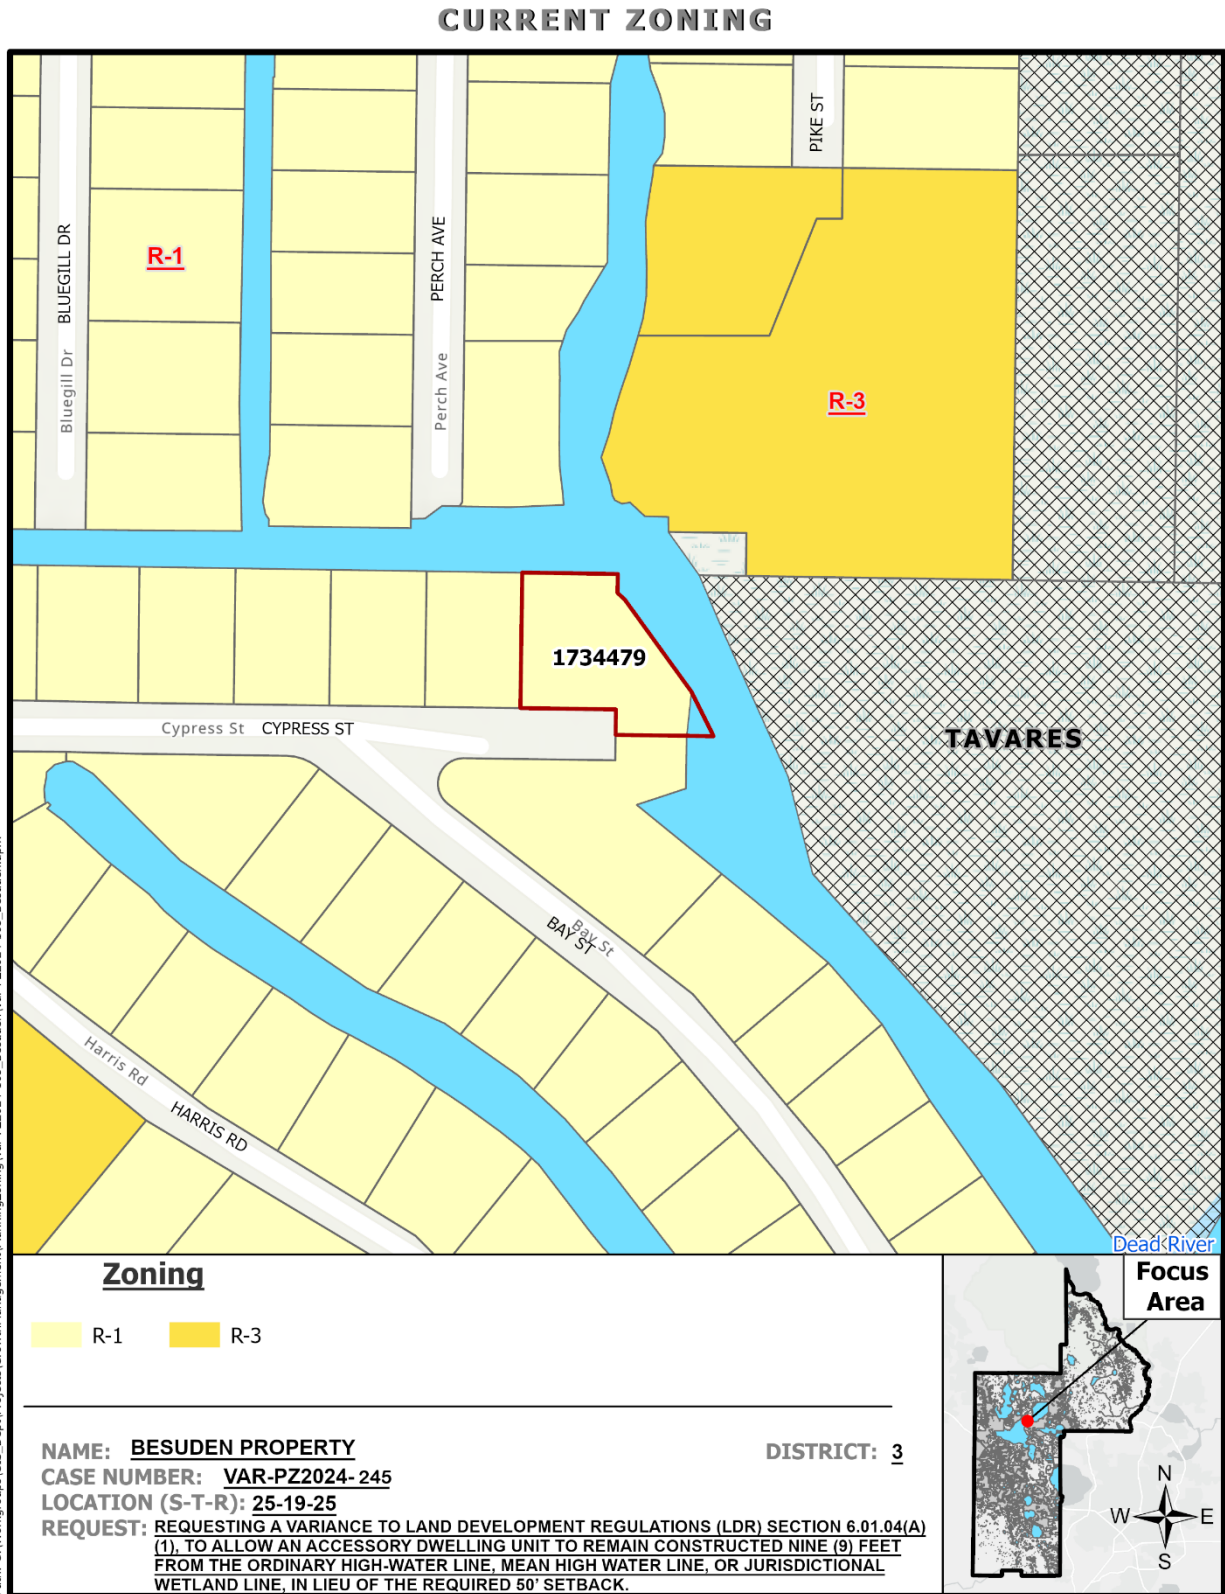 CURRENT ZONING
PIKE ST
BLUEGILL DR
Bluegill Dr
R-1
PERCH AVE
Perch Ave
R-3
1734479
Cypress St CYPRESS ST
TAVARES
Bay St
BAY ST
Harris Rd
HARRIS RD
Dead River
Zoning
R-1 R-3
Focus
Area
NAME: BESUDEN PROPERTY DISTRICT: 3
CASE NUMBER: VAR-PZ2024- 245
LOCATION (S-T-R): 25-19-25
REQUEST: REQUESTING A VARIANCE TO LAND DEVELOPMENT REGULATIONS (LDR) SECTION 6.01.04(A)
(1), TO ALLOW AN ACCESSORY DWELLING UNIT TO REMAIN CONSTRUCTED NINE (9) FEET
FROM THE ORDINARY HIGH-WATER LINE, MEAN HIGH WATER LINE, OR JURISDICTIONAL
WETLAND LINE, IN LIEU OF THE REQUIRED 50' SETBACK.
N
W E
S